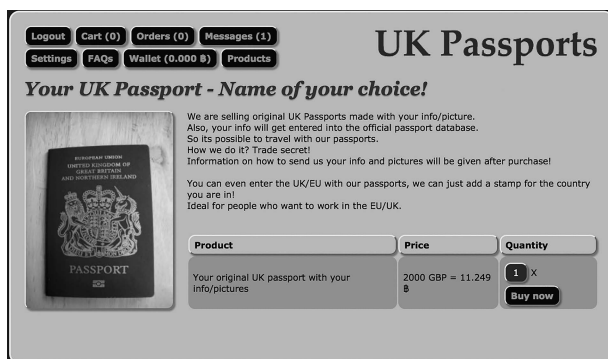 Logout Cart (0) Orders (0) Messages (1)
Settings FAQs Wallet (0.000 ฿) Products
UK Passports
Your UK Passport - Name of your choice!
EUROPEAN UNION
UNITED KINGDOM OF
GREAT BRITAIN
AND NORTHERN IRELAND
PASSPORT
We are selling original UK Passports made with your info/picture.
Also, your info will get entered into the official passport database.
So its possible to travel with our passports.
How we do it? Trade secret!
Information on how to send us your info and pictures will be given after purchase!
You can even enter the UK/EU with our passports, we can just add a stamp for the country
you are in!
Ideal for people who want to work in the EU/UK.
Product Price Quantity
Your original UK passport with your
info/pictures
2000 GBP = 11.249
฿
1 X
Buy now